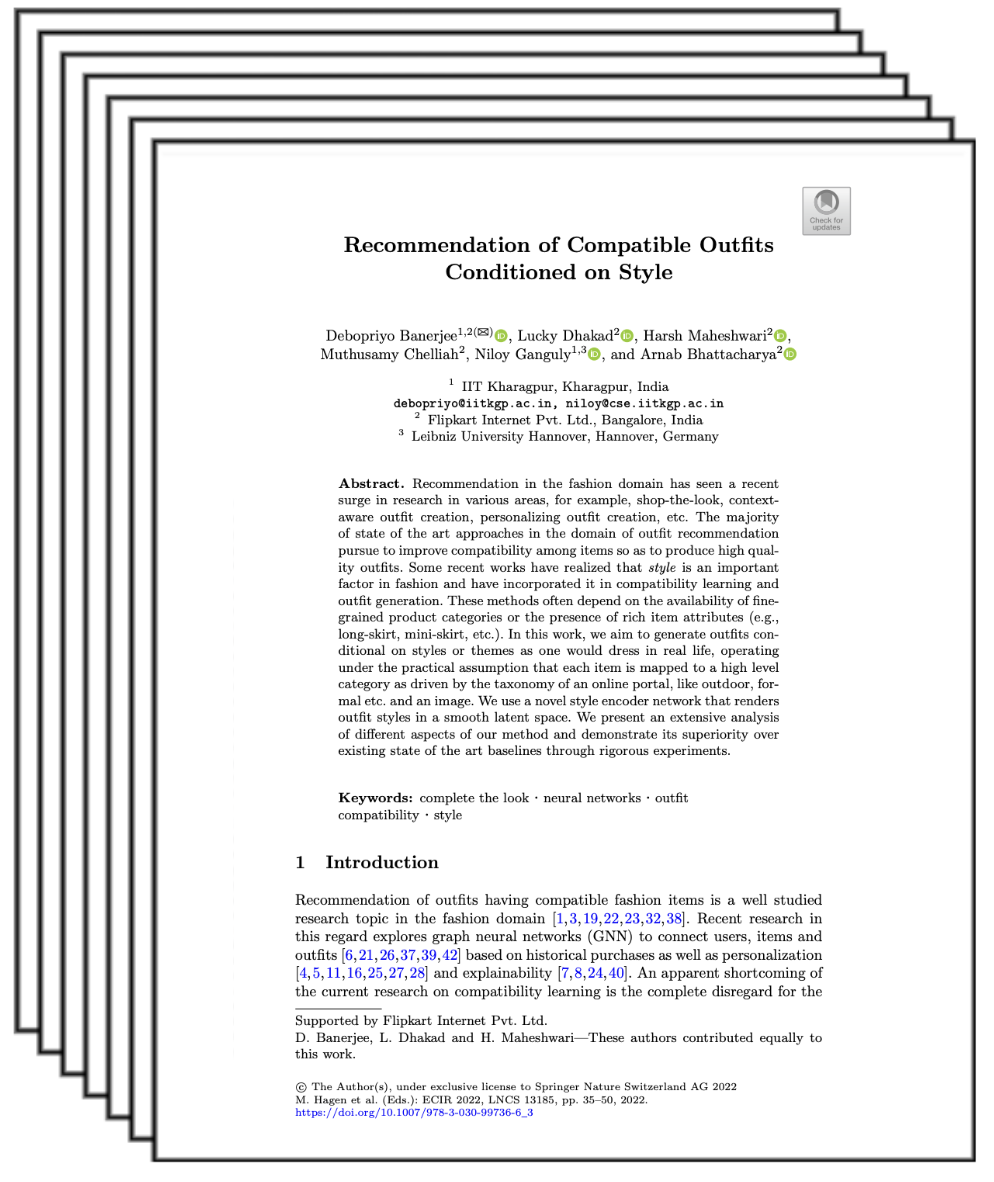 Check for
updates
Recommendation of Compatible Outfits
Conditioned on Style
Debopriyo Banerjee1,2(✉), Lucky Dhakad2, Harsh Maheshwari2,
Muthusamy Chelliah2, Niloy Ganguly1,3, and Arnab Bhattacharya2
1 IIT Kharagpur, Kharagpur, India
debopriyo@iitkgp.ac.in, niloy@cse.iitkgp.ac.in
2 Flipkart Internet Pvt. Ltd., Bangalore, India
3 Leibniz University Hannover, Hannover, Germany
Abstract. Recommendation in the fashion domain has seen a recent
surge in research in various areas, for example, shop-the-look, context-
aware outfit creation, personalizing outfit creation, etc. The majority
of state of the art approaches in the domain of outfit recommendation
pursue to improve compatibility among items so as to produce high qual-
ity outfits. Some recent works have realized that style is an important
factor in fashion and have incorporated it in compatibility learning and
outfit generation. These methods often depend on the availability of fine-
grained product categories or the presence of rich item attributes (e.g.,
long-skirt, mini-skirt, etc.). In this work, we aim to generate outfits con-
ditional on styles or themes as one would dress in real life, operating
under the practical assumption that each item is mapped to a high level
category as driven by the taxonomy of an online portal, like outdoor, for-
mal etc. and an image. We use a novel style encoder network that renders
outfit styles in a smooth latent space. We present an extensive analysis
of different aspects of our method and demonstrate its superiority over
existing state of the art baselines through rigorous experiments.
Keywords: complete the look · neural networks · outfit
compatibility · style
1 Introduction
Recommendation of outfits having compatible fashion items is a well studied
research topic in the fashion domain [1,3,19,22,23,32,38]. Recent research in
this regard explores graph neural networks (GNN) to connect users, items and
outfits [6,21,26,37,39,42] based on historical purchases as well as personalization
[4,5,11,16,25,27,28] and explainability [7,8,24,40]. An apparent shortcoming of
the current research on compatibility learning is the complete disregard for the
Supported by Flipkart Internet Pvt. Ltd.
D. Banerjee, L. Dhakad and H. Maheshwari—These authors contributed equally to
this work.
© The Author(s), under exclusive license to Springer Nature Switzerland AG 2022
M. Hagen et al. (Eds.): ECIR 2022, LNCS 13185, pp. 35–50, 2022.
https://doi.org/10.1007/978-3-030-99736-6_3